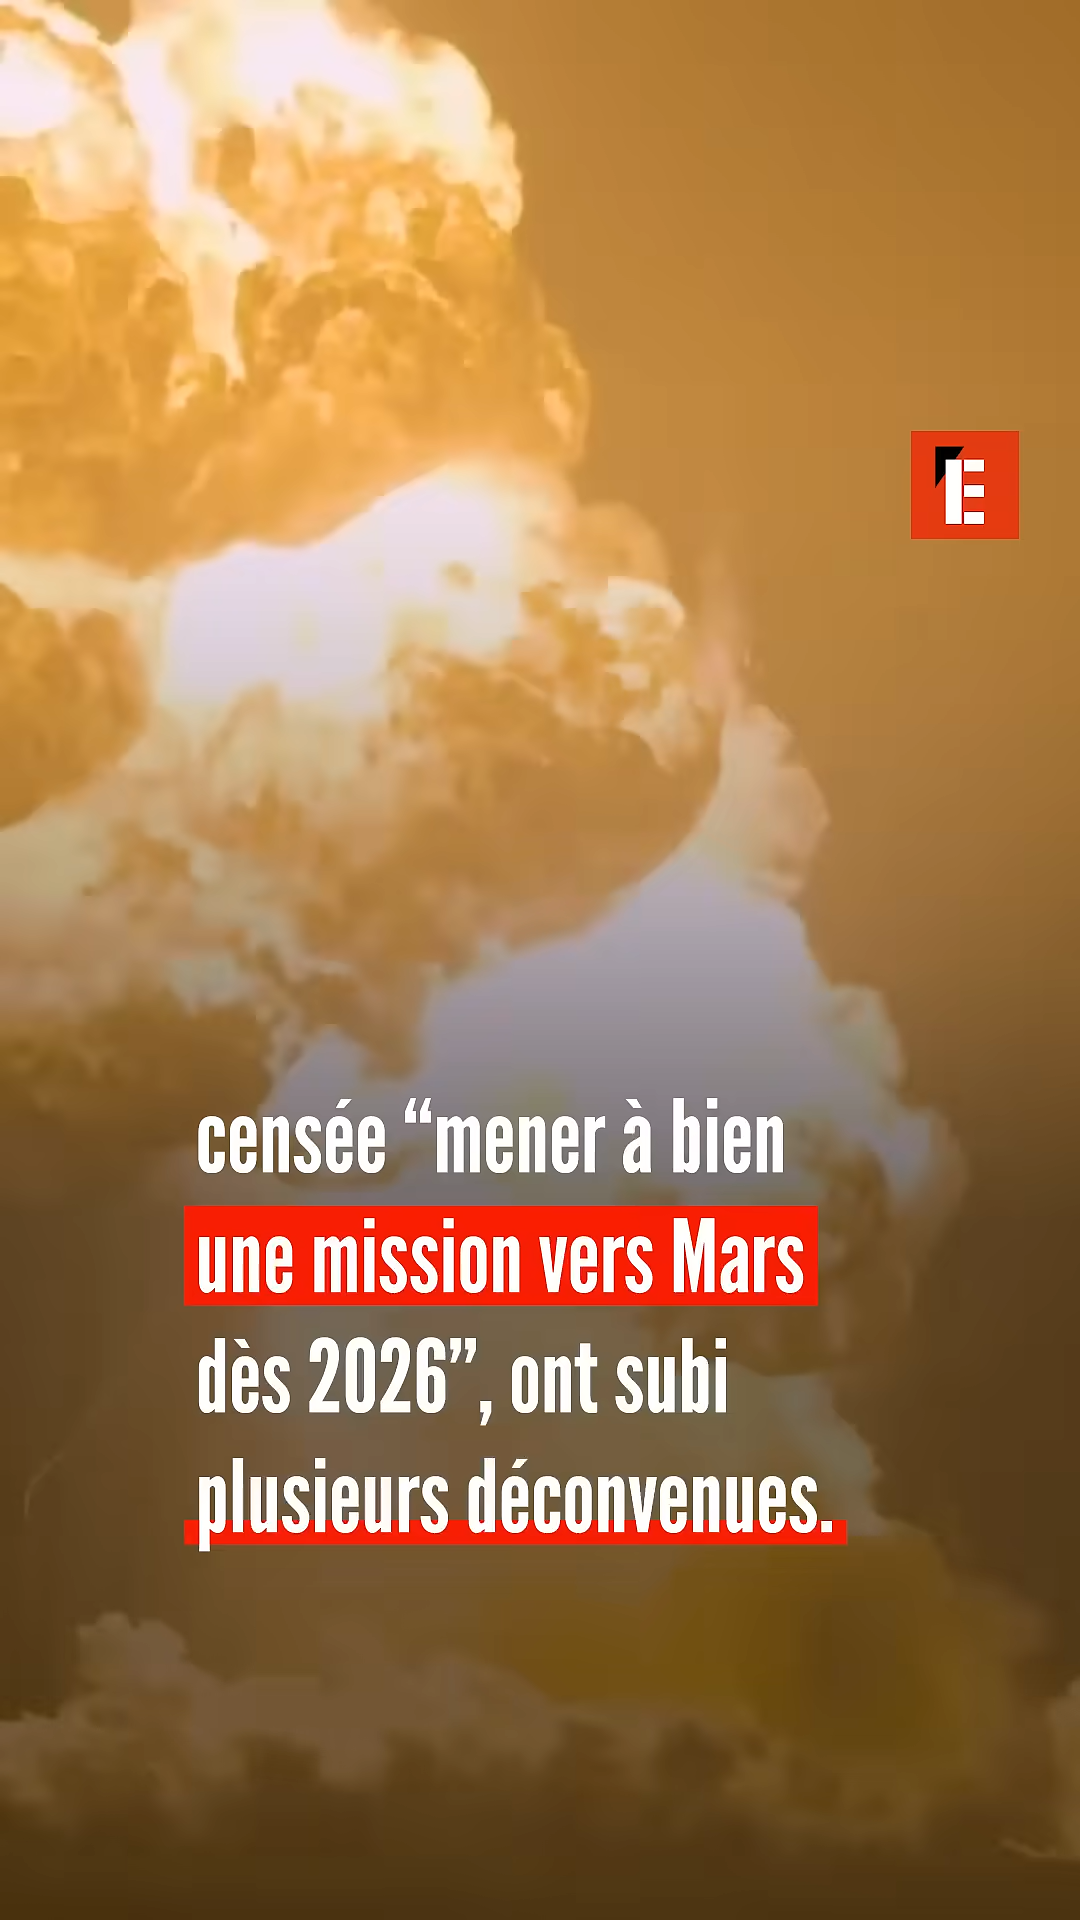 E
censée “mener à bien
une mission vers Mars
dès 2026”, ont subi
plusieurs déconvenues.